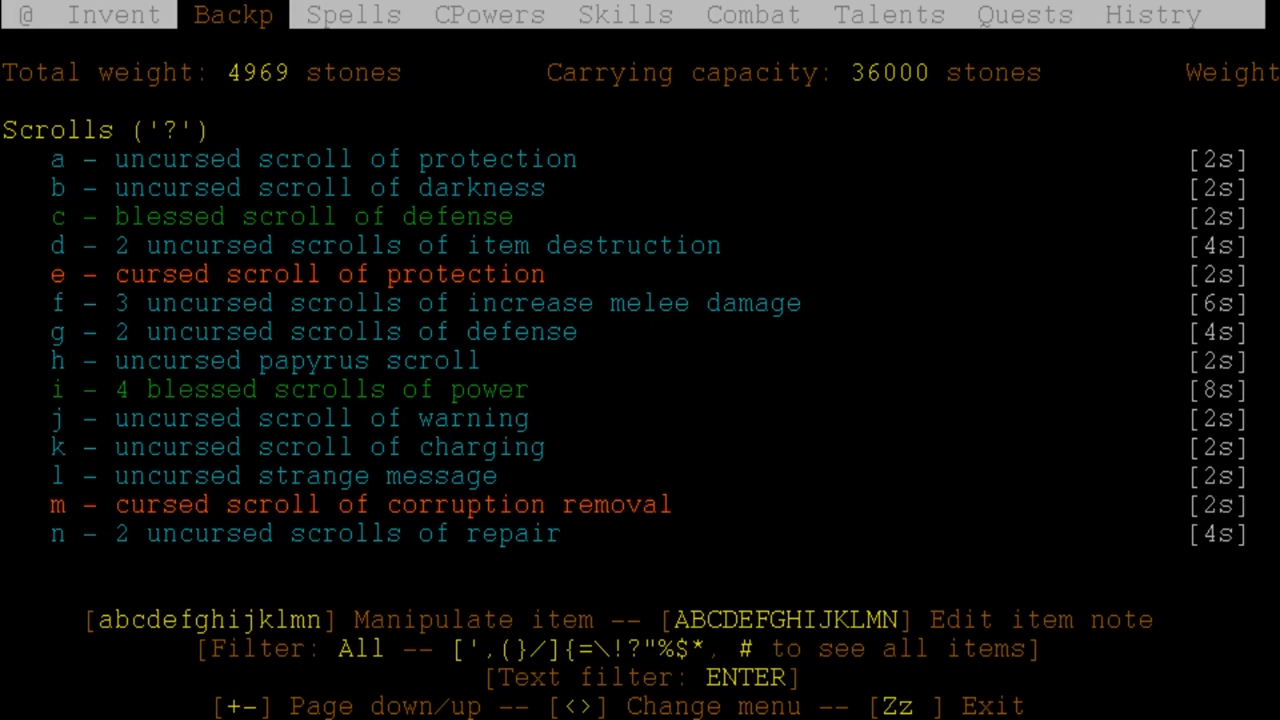 @ Invent Backp Spells CPowers Skills Combat Talents Quests Histry
Total weight: 4969 stones Carrying capacity: 36000 stones Weight
Scrolls ('?')
a - uncursed scroll of protection [2s]
b - uncursed scroll of darkness [2s]
c - blessed scroll of defense [2s]
d - 2 uncursed scrolls of item destruction [4s]
e - cursed scroll of protection [2s]
f - 3 uncursed scrolls of increase melee damage [6s]
g - 2 uncursed scrolls of defense [4s]
h - uncursed papyrus scroll [2s]
i - 4 blessed scrolls of power [8s]
j - uncursed scroll of warning [2s]
k - uncursed scroll of charging [2s]
l - uncursed strange message [2s]
m - cursed scroll of corruption removal [2s]
n - 2 uncursed scrolls of repair [4s]
[abcdefghijklmn] Manipulate item -- [ABCDEFGHIJKLMN] Edit item note
[Filter: All -- [',(}/]{=\!?"%$*, # to see all items]
[Text filter: ENTER]
[+-] Page down/up -- [<>] Change menu -- [Zz ] Exit